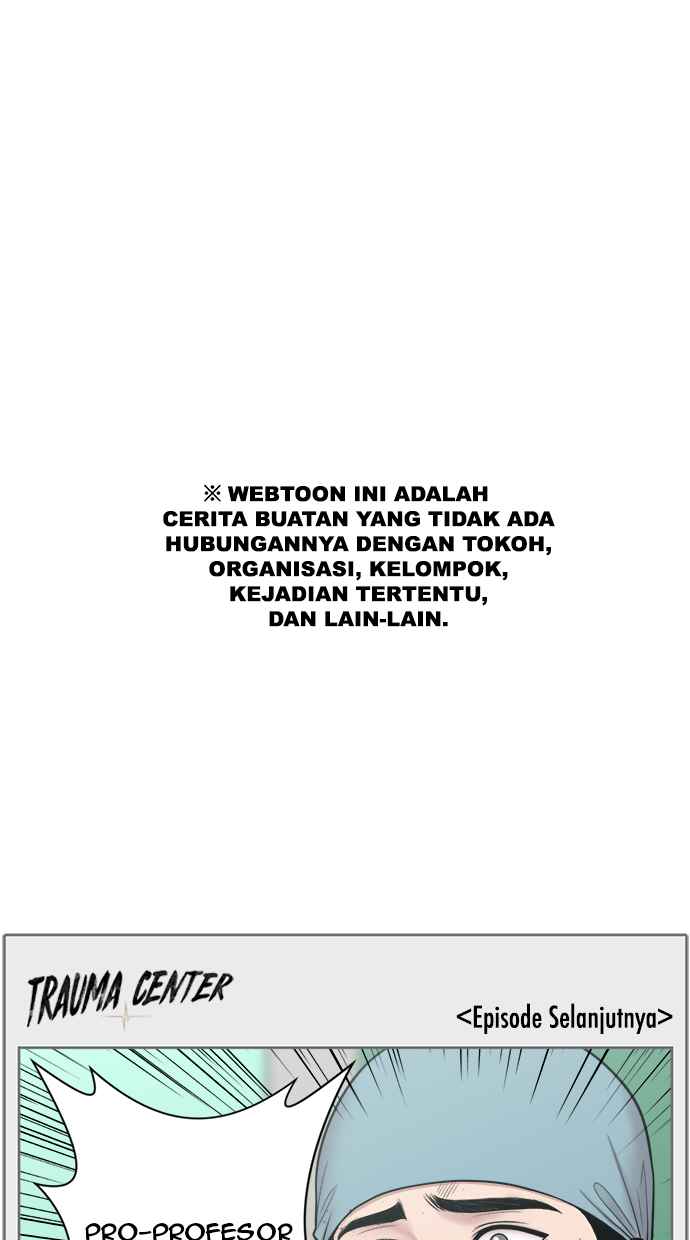 ※ WEBTOON INI ADALAH
CERITA BUATAN YANG TIDAK ADA
HUBUNGANNYA DENGAN TOKOH,
ORGANISASI, KELOMPOK,
KEJADIAN TERTENTU,
DAN LAIN-LAIN.
TRAUMA CENTER
<Episode Selanjutnya>
PRO-PROFESOR